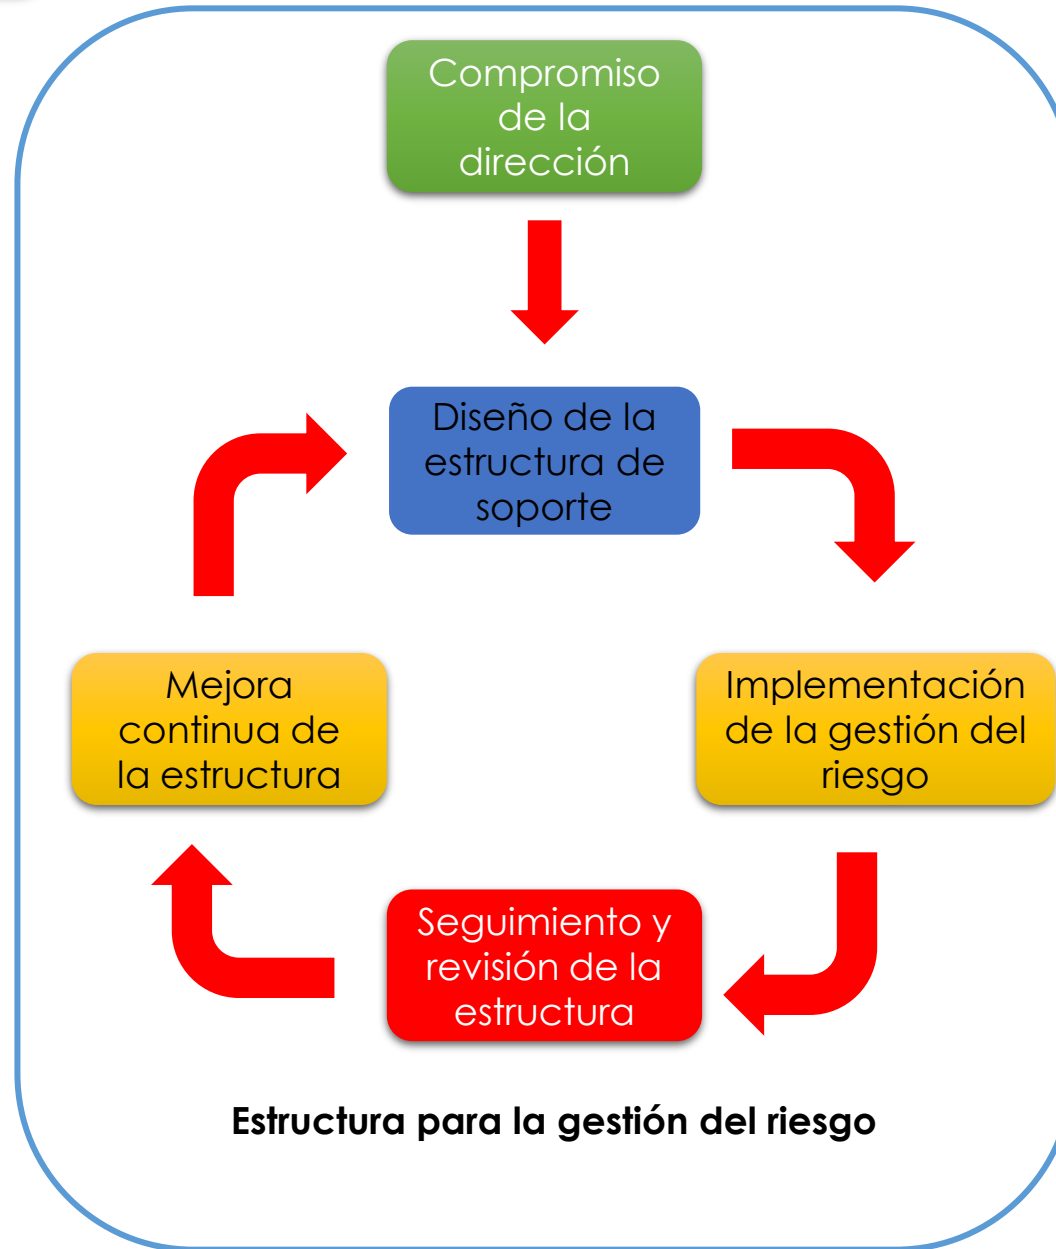 Compromiso
de la
dirección
Diseño de la
estructura de
soporte
Mejora
continua de
la estructura
Implementación
de la gestión del
riesgo
Seguimiento y
revisión de la
estructura
Estructura para la gestión del riesgo